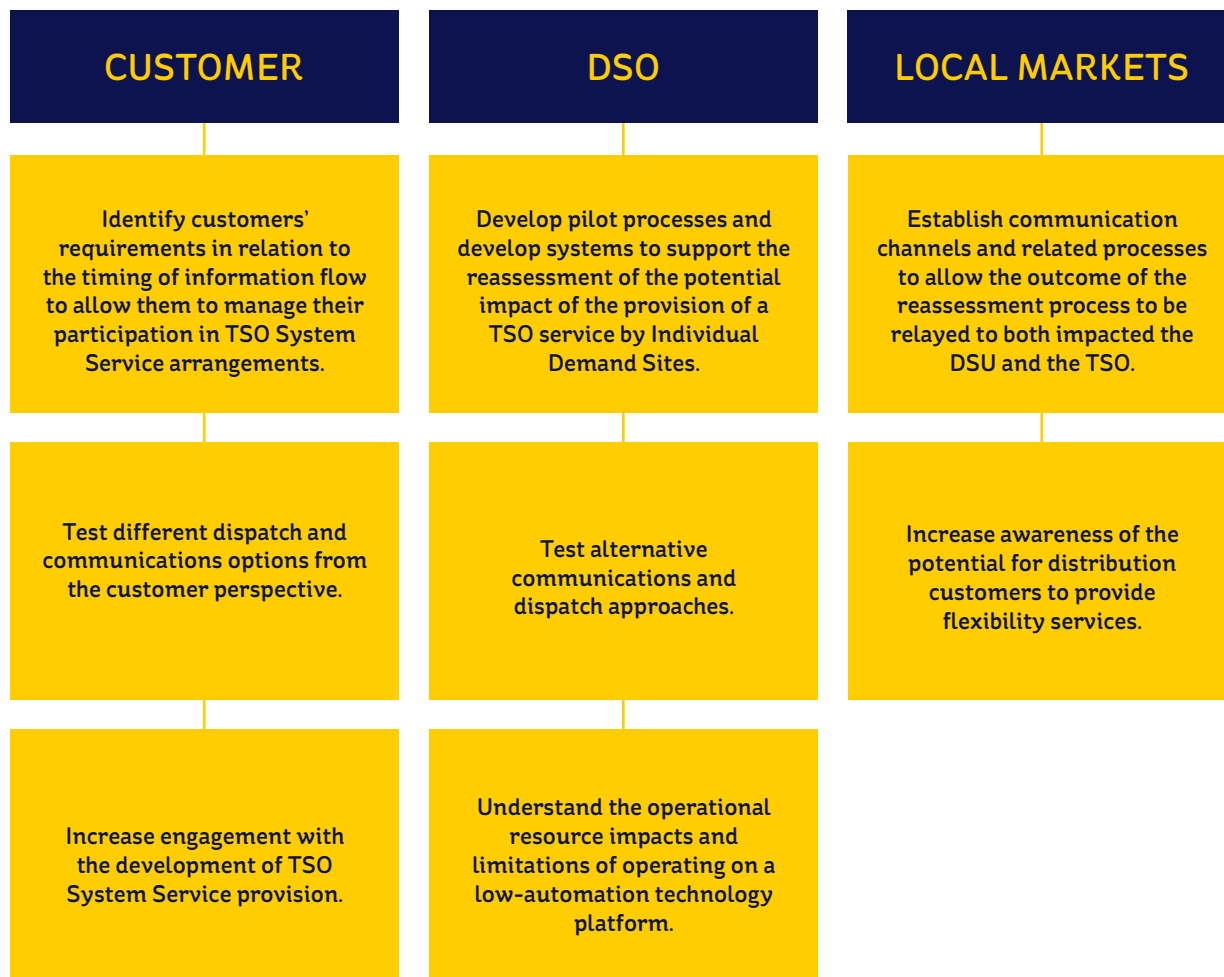 CUSTOMER
Identify customers'
requirements in relation to
the timing of information flow
to allow them to manage their
participation in TSO System
Service arrangements.
Test different dispatch and
communications options from
the customer perspective.
Increase engagement with
the development of TSO
System Service provision.
DSO
Develop pilot processes and
develop systems to support the
reassessment of the potential
impact of the provision of a
TSO service by Individual
Demand Sites.
Test alternative
communications and
dispatch approaches.
Understand the operational
resource impacts and
limitations of operating on a
low-automation technology
platform.
LOCAL MARKETS
Establish communication
channels and related processes
to allow the outcome of the
reassessment process to be
relayed to both impacted the
DSU and the TSO.
Increase awareness of the
potential for distribution
customers to provide
flexibility services.